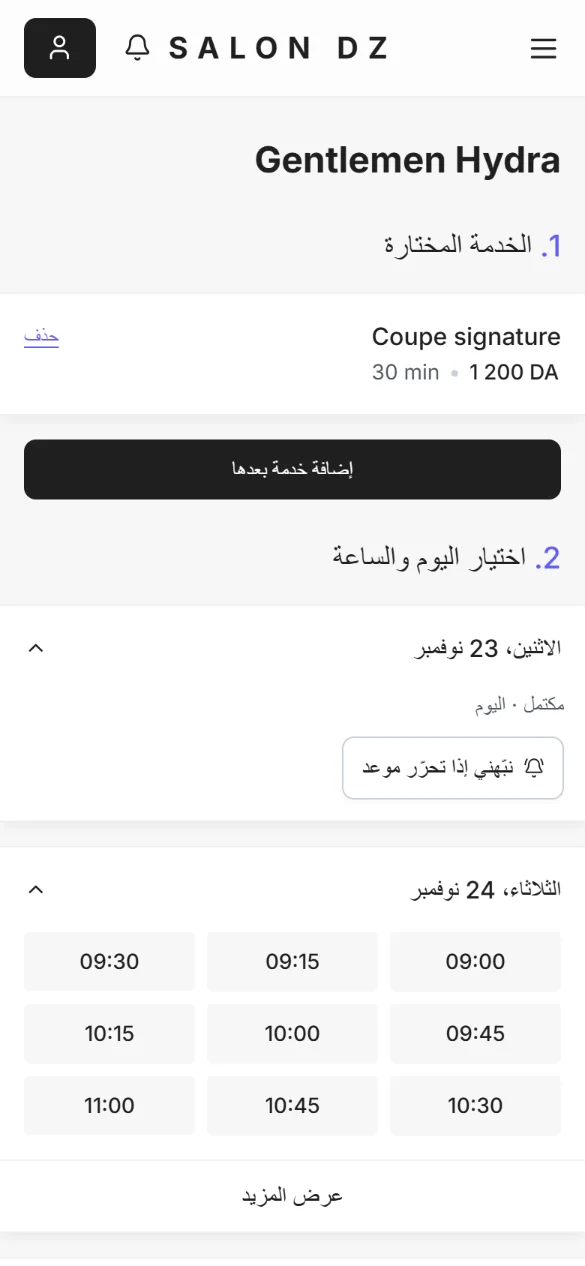 SALON DZ
Gentlemen Hydra
1. الخدمة المختارة
Coupe signature
حذف
30 min • 1 200 DA
إضافة خدمة بعدها
2. اختيار اليوم والساعة
الاثنين، 23 نوفمبر
مكتمل · اليوم
نبّهني إذا تحرّر موعد
الثلاثاء، 24 نوفمبر
09:00 09:15 09:30
09:45 10:00 10:15
10:30 10:45 11:00
عرض المزيد